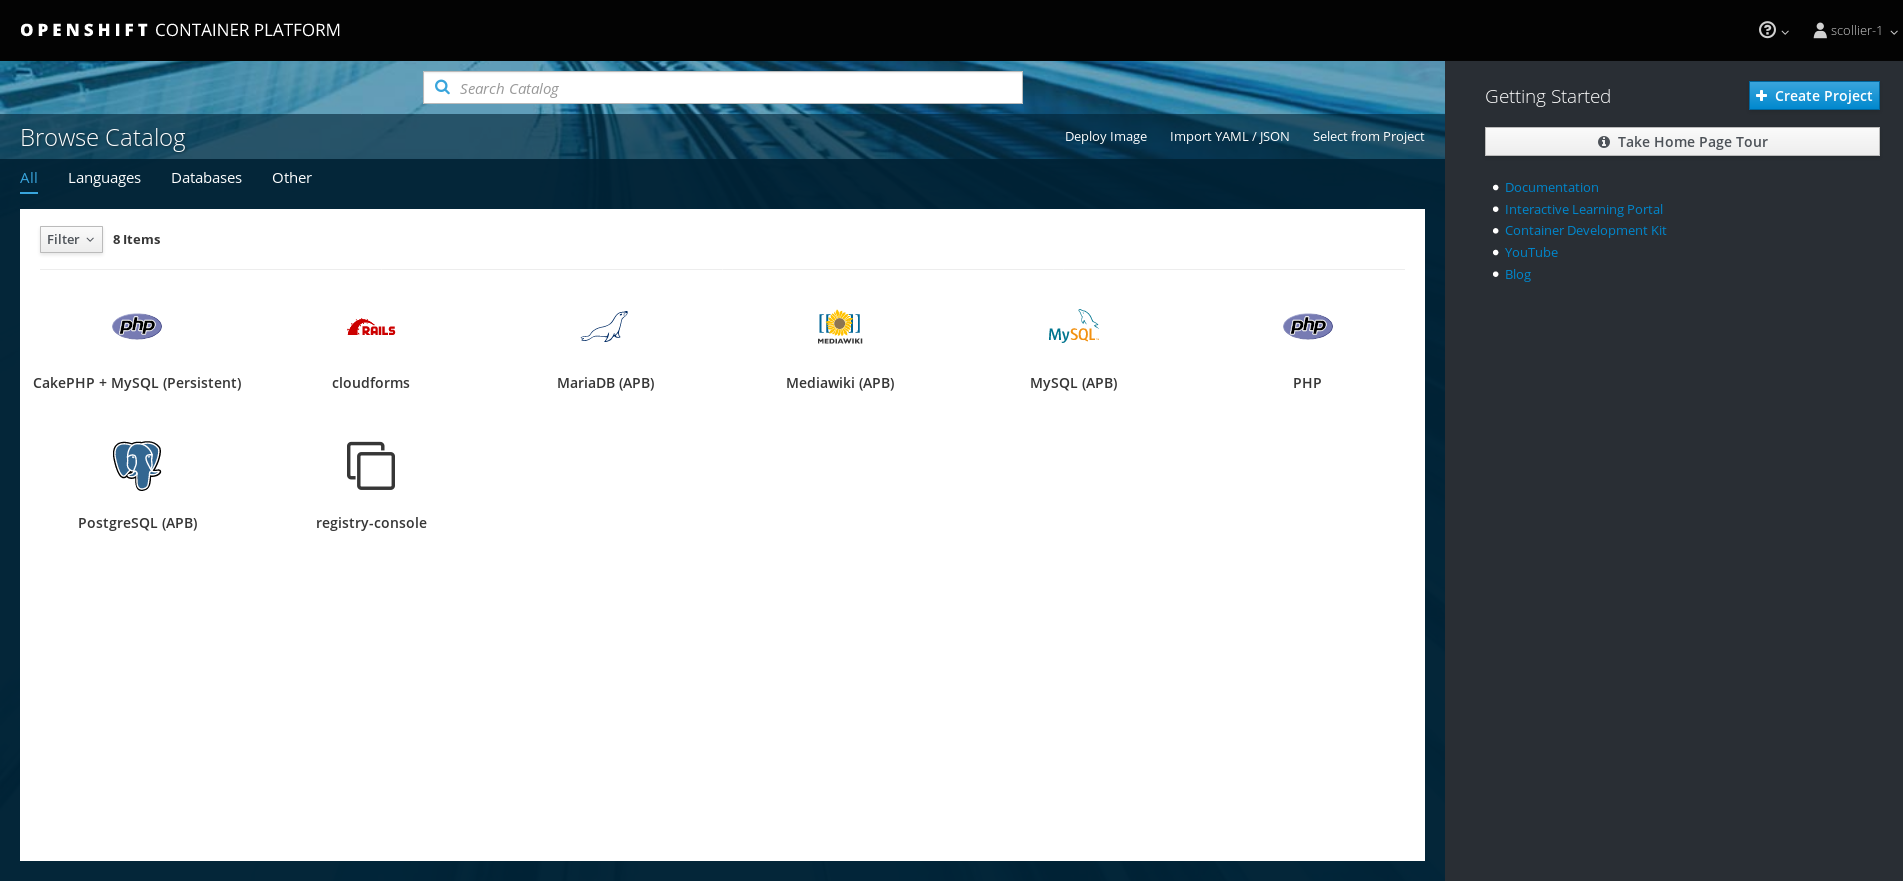 OPENSHIFT CONTAINER PLATFORM
scollier-1
Search Catalog
Browse Catalog
Deploy Image Import YAML / JSON Select from Project
All Languages Databases Other
Filter 8 Items
php
RAILS
MEDIAWIKI
MySQL
php
CakePHP + MySQL (Persistent) cloudforms MariaDB (APB) Mediawiki (APB) MySQL (APB) PHP
PostgreSQL (APB) registry-console
Getting Started
Create Project
Take Home Page Tour
Documentation
Interactive Learning Portal
Container Development Kit
YouTube
Blog